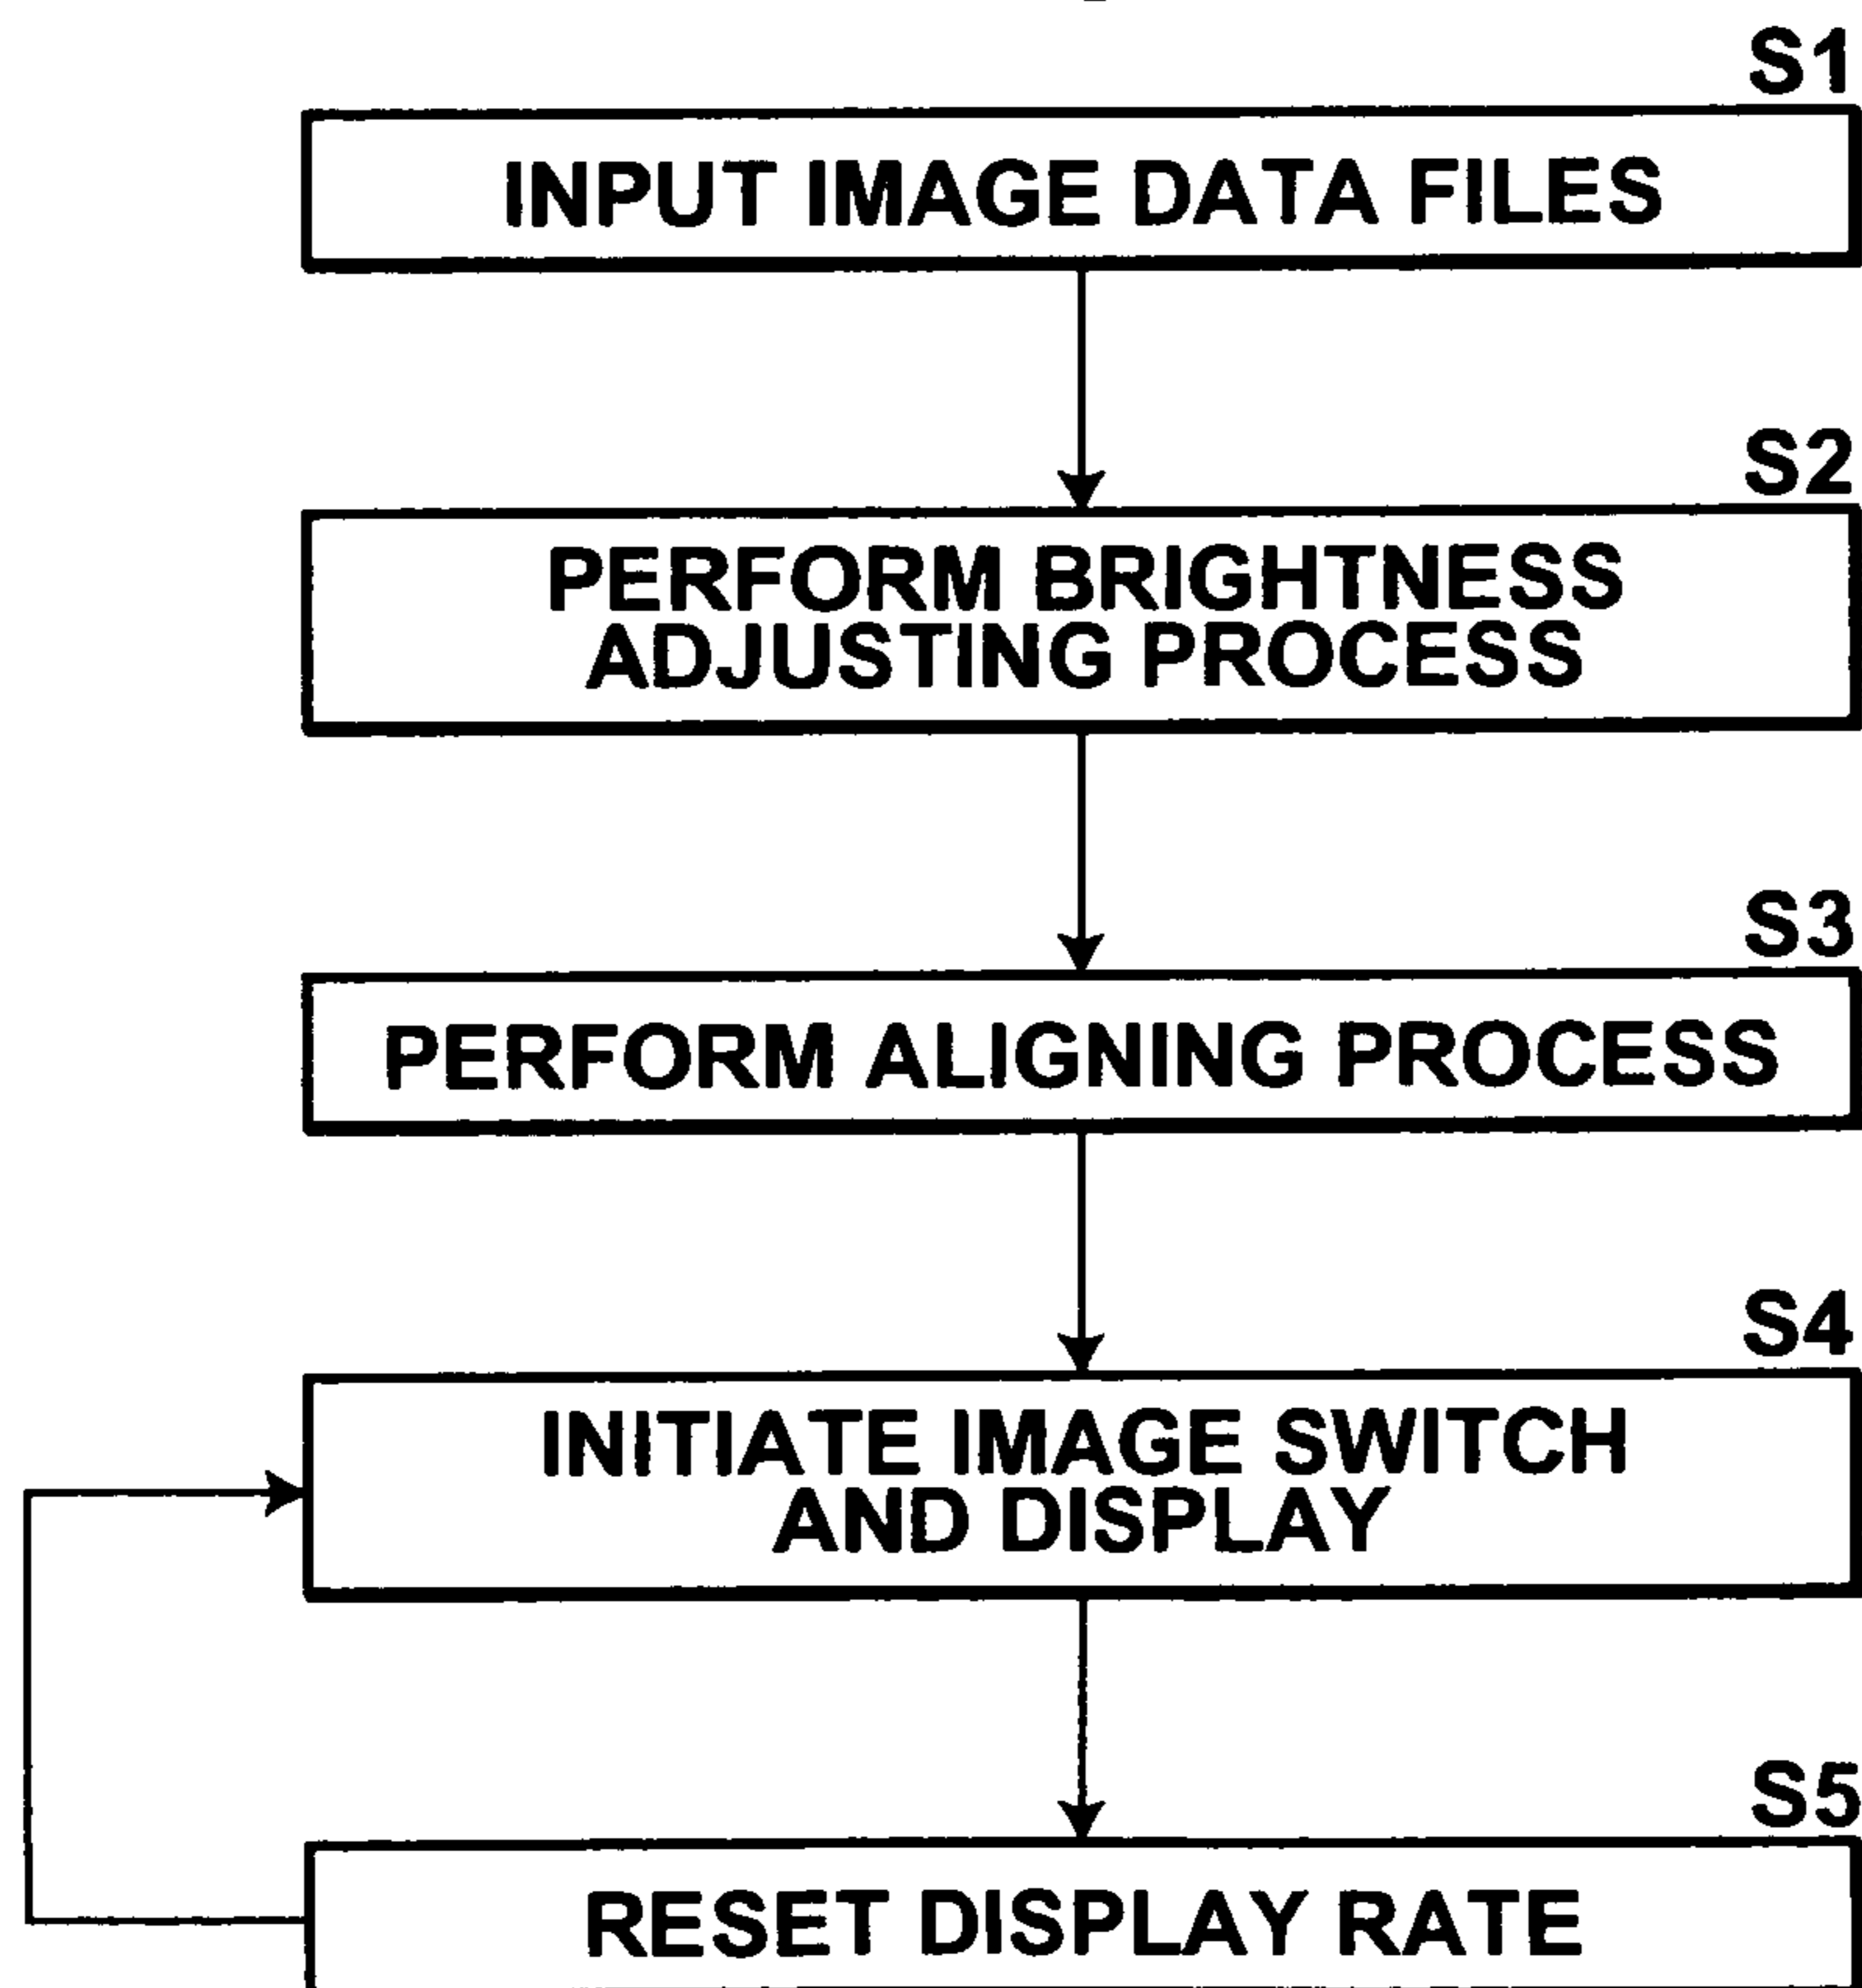 S1
INPUT IMAGE DATA FILES
S2
PERFORM BRIGHTNESS
ADJUSTING PROCESS
S3
PERFORM ALIGNING PROCESS
S4
INITIATE IMAGE SWITCH
AND DISPLAY
S5
RESET DISPLAY RATE